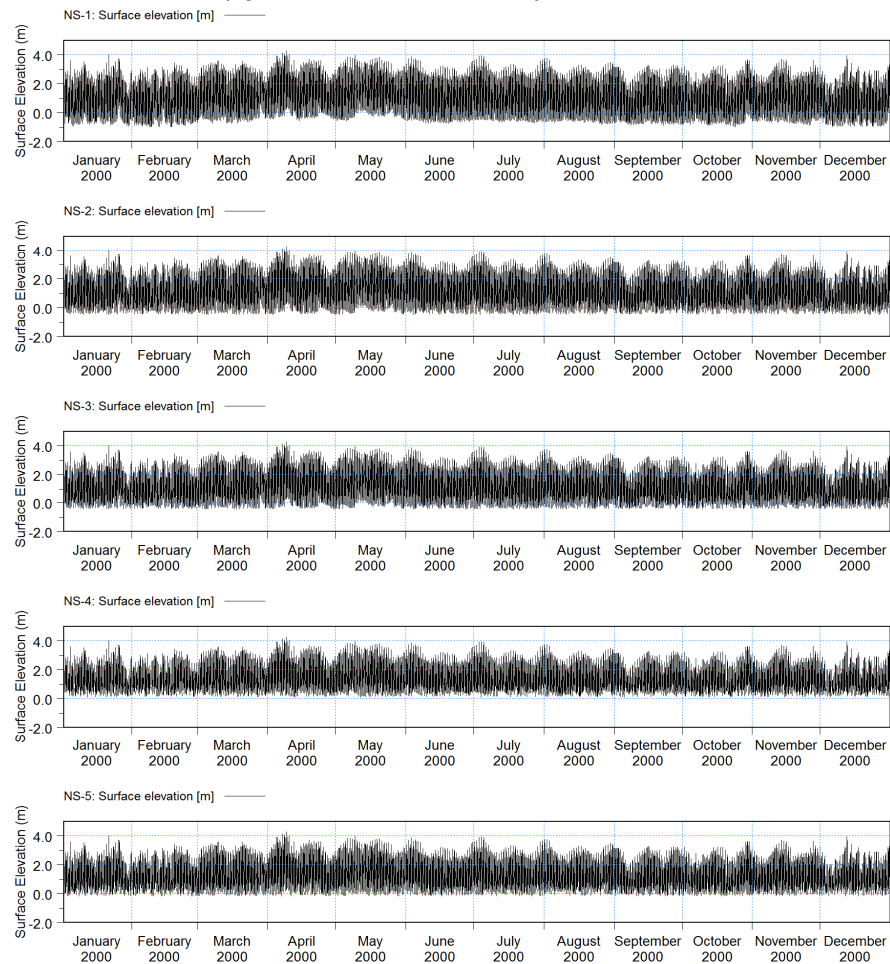 NS-1: Surface elevation [m]
Surface Elevation (m)
4.0
2.0
0.0
-2.0
January February March April May June July August September October November December
2000 2000 2000 2000 2000 2000 2000 2000 2000 2000 2000 2000
NS-2: Surface elevation [m]
Surface Elevation (m)
4.0
2.0
0.0
-2.0
January February March April May June July August September October November December
2000 2000 2000 2000 2000 2000 2000 2000 2000 2000 2000 2000
NS-3: Surface elevation [m]
Surface Elevation (m)
4.0
2.0
0.0
-2.0
January February March April May June July August September October November December
2000 2000 2000 2000 2000 2000 2000 2000 2000 2000 2000 2000
NS-4: Surface elevation [m]
Surface Elevation (m)
4.0
2.0
0.0
-2.0
January February March April May June July August September October November December
2000 2000 2000 2000 2000 2000 2000 2000 2000 2000 2000 2000
NS-5: Surface elevation [m]
Surface Elevation (m)
4.0
2.0
0.0
-2.0
January February March April May June July August September October November December
2000 2000 2000 2000 2000 2000 2000 2000 2000 2000 2000 2000